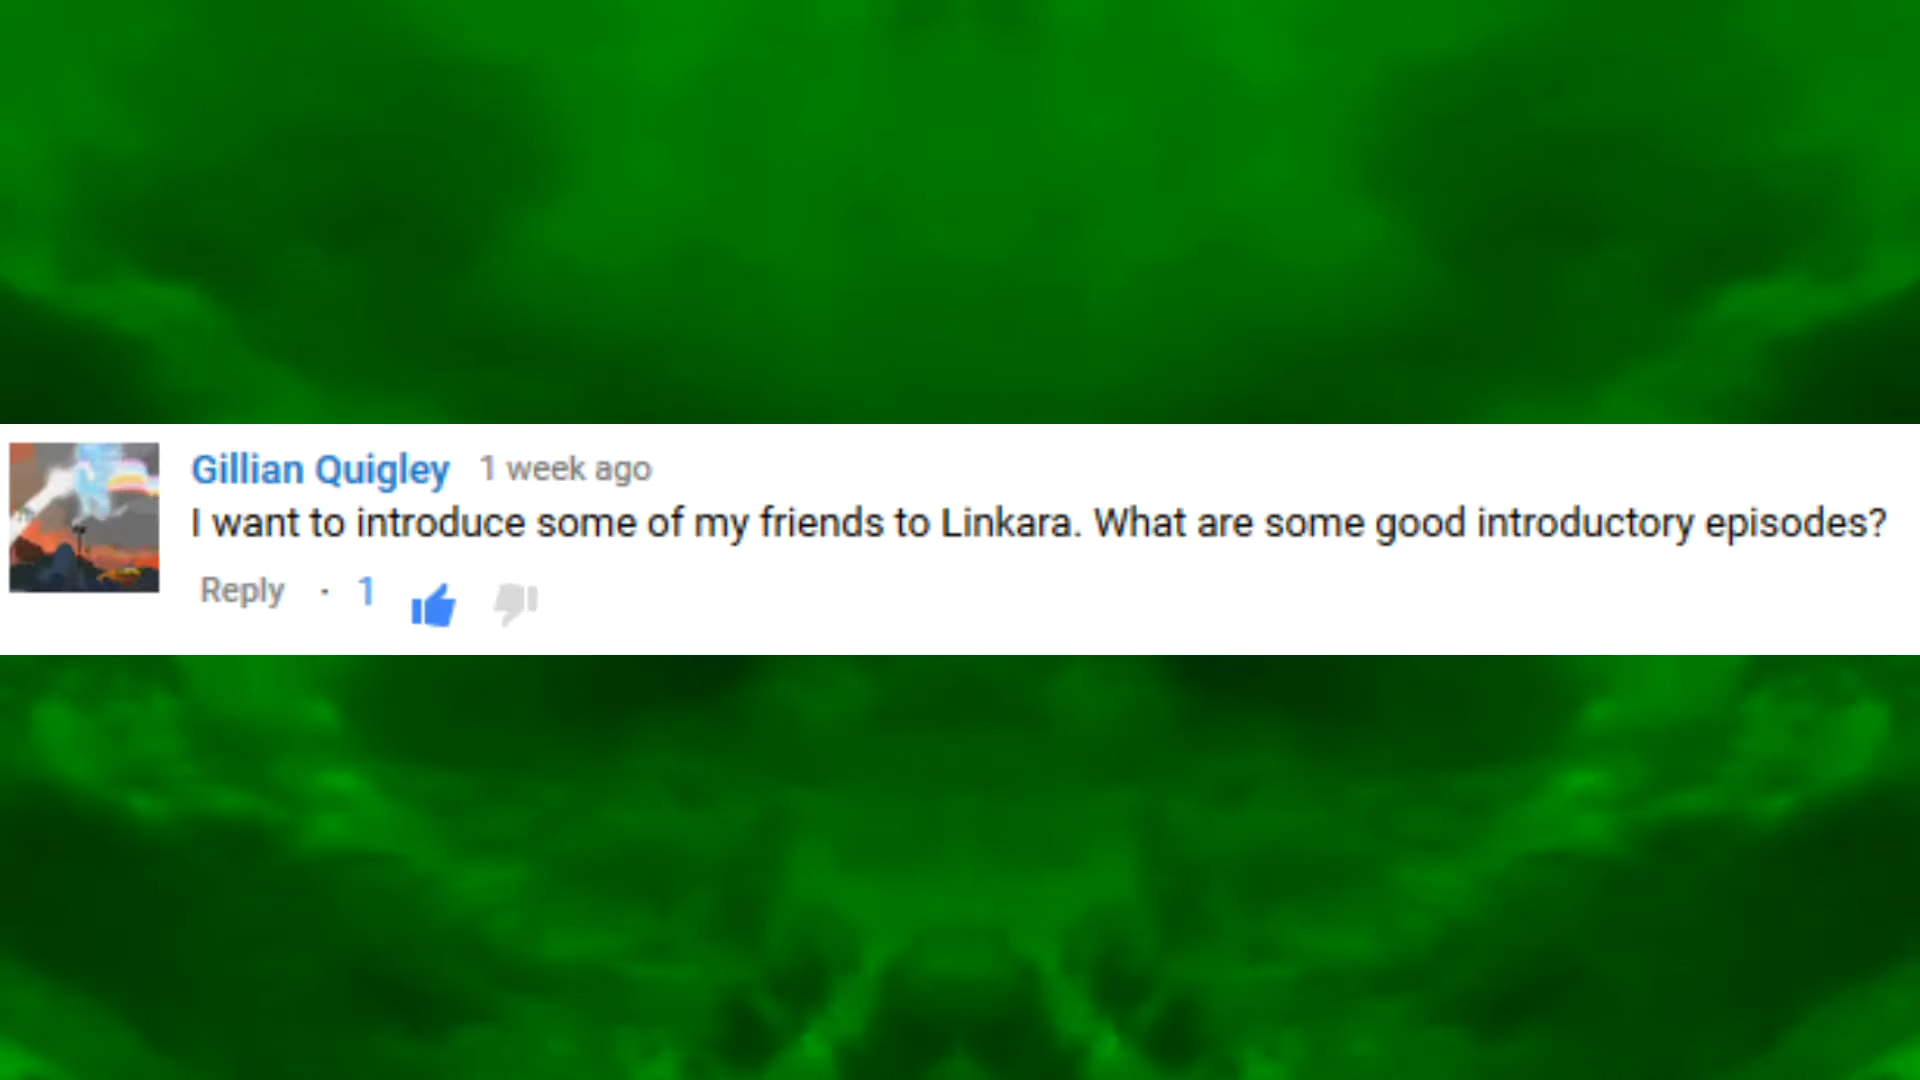 Gillian Quigley 1 week ago
I want to introduce some of my friends to Linkara. What are some good introductory episodes?
Reply · 1